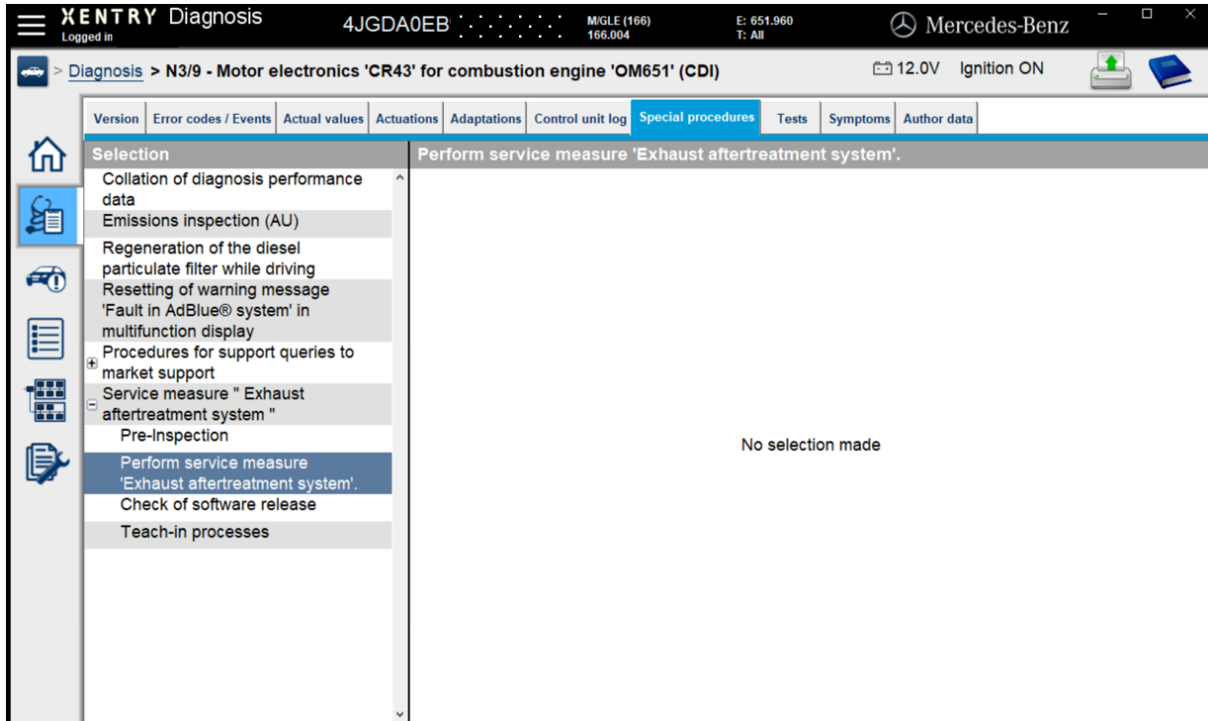 XENTRY Diagnosis
Logged in
4JGDA0EB
M/GLE (166)
166.004
E: 651.960
T: All
Mercedes-Benz
> Diagnosis > N3/9 - Motor electronics 'CR43' for combustion engine 'OM651' (CDI)
12.0V Ignition ON
Version Error codes / Events Actual values Actuations Adaptations Control unit log Special procedures Tests Symptoms Author data
Selection
Perform service measure 'Exhaust aftertreatment system'.
Collation of diagnosis performance
data
Emissions inspection (AU)
Regeneration of the diesel
particulate filter while driving
Resetting of warning message
'Fault in AdBlue® system' in
multifunction display
Procedures for support queries to
market support
Service measure " Exhaust
aftertreatment system "
Pre-Inspection
Perform service measure
'Exhaust aftertreatment system'.
Check of software release
Teach-in processes
No selection made